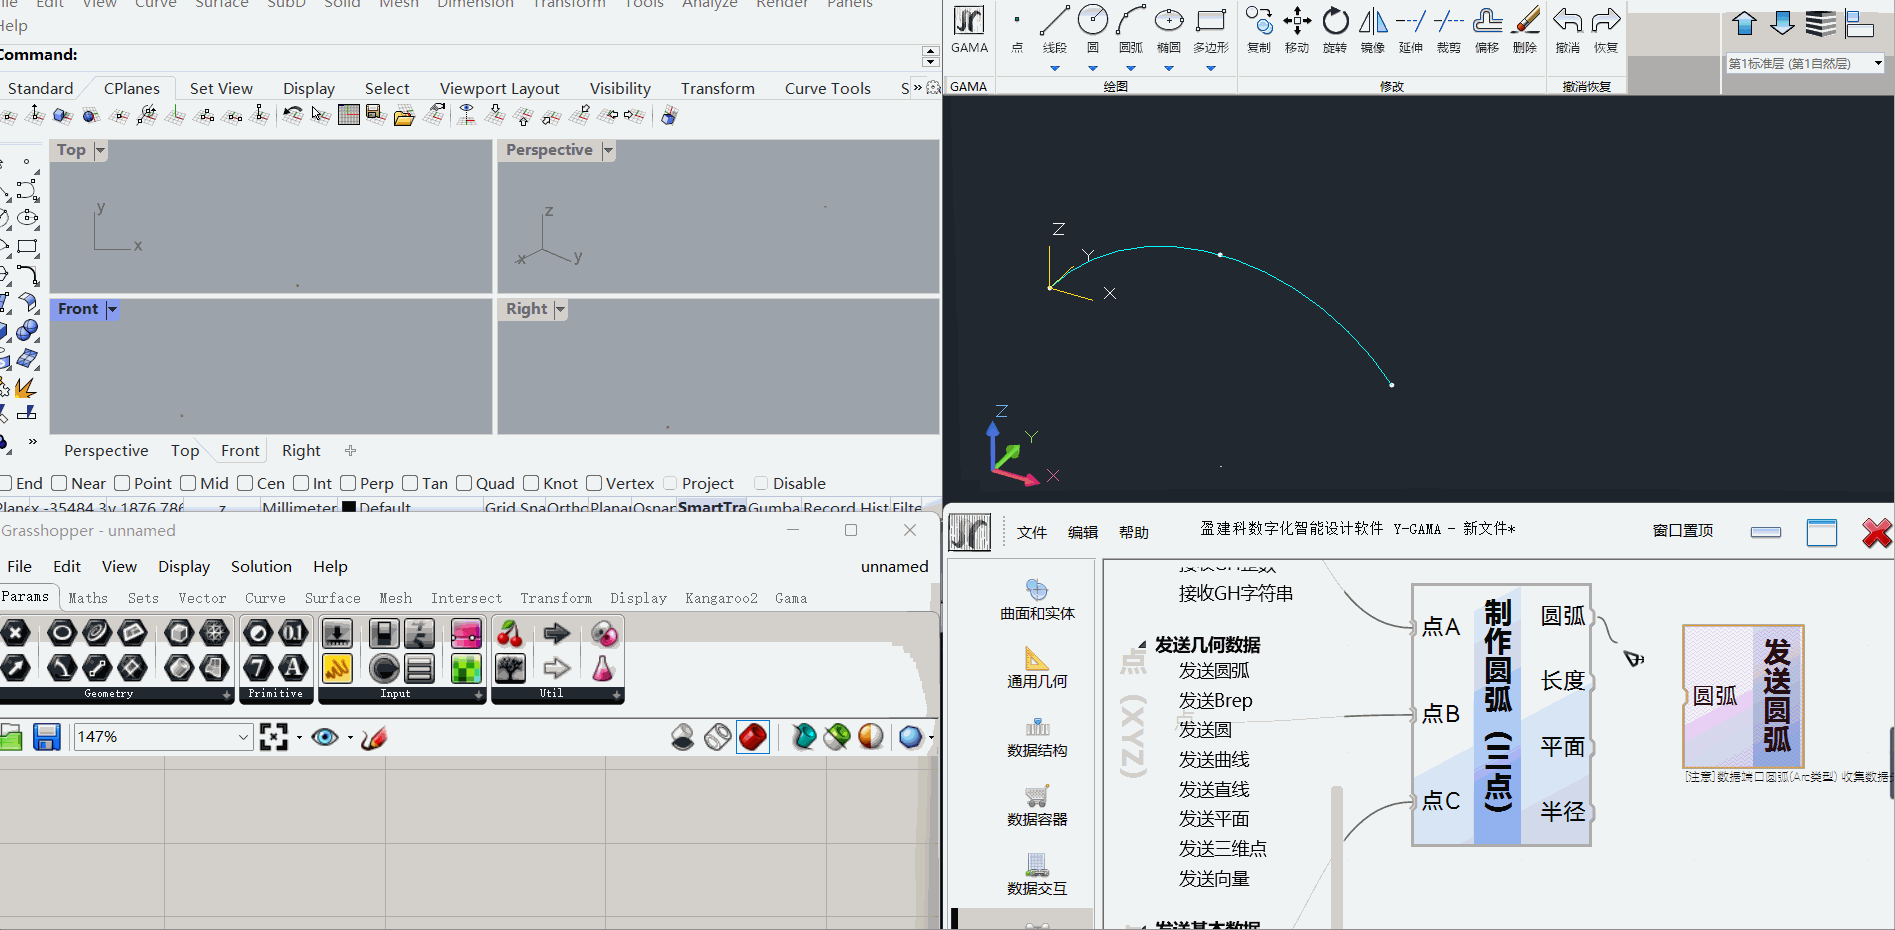 Edit View Curve Surface SubD Solid Mesh Dimension Transform Tools Analyze Render Panels
Help
Command:
Standard CPlanes Set View Display Select Viewport Layout Visibility Transform Curve Tools S »
Top
y
x
Perspective
z
x
y
Front
Right
Perspective Top Front Right
End Near Point Mid Cen Int Perp Tan Quad Knot Vertex Project Disable
x -35484.3 y 1876.786 z Millimeter Default Grid Sna Ortho Plana Osnap SmartTra Gumba Record Hist Filte
Grasshopper - unnamed
File Edit View Display Solution Help unnamed
Params Maths Sets Vector Curve Surface Mesh Intersect Transform Display Kangaroo2 Gama
Geometry Primitive Input Util
147%
GAMA 点 线段 圆 圆弧 椭圆 多边形 复制 移动 旋转 镜像 延伸 裁剪 偏移 删除 撤消 恢复
第1标准层 (第1自然层)
GAMA 绘图 修改 撤消恢复
Z
Y
X
Z
Y
X
文件 编辑 帮助 盈建科数字化智能设计软件 Y-GAMA - 新文件* 窗口置顶
曲面和实体
通用几何
数据结构
数据容器
数据交互
接收GH整数
接收GH字符串
发送几何数据
发送圆弧
发送Brep
发送圆
发送曲线
发送直线
发送平面
发送三维点
发送向量
发送基本数据
点 (XYZ)
点
点A
点B
点C
制作圆弧 (三点)
圆弧
长度
平面
半径
圆弧
发送圆弧
[注意]数据端口圆弧(Arc类型) 收集数据